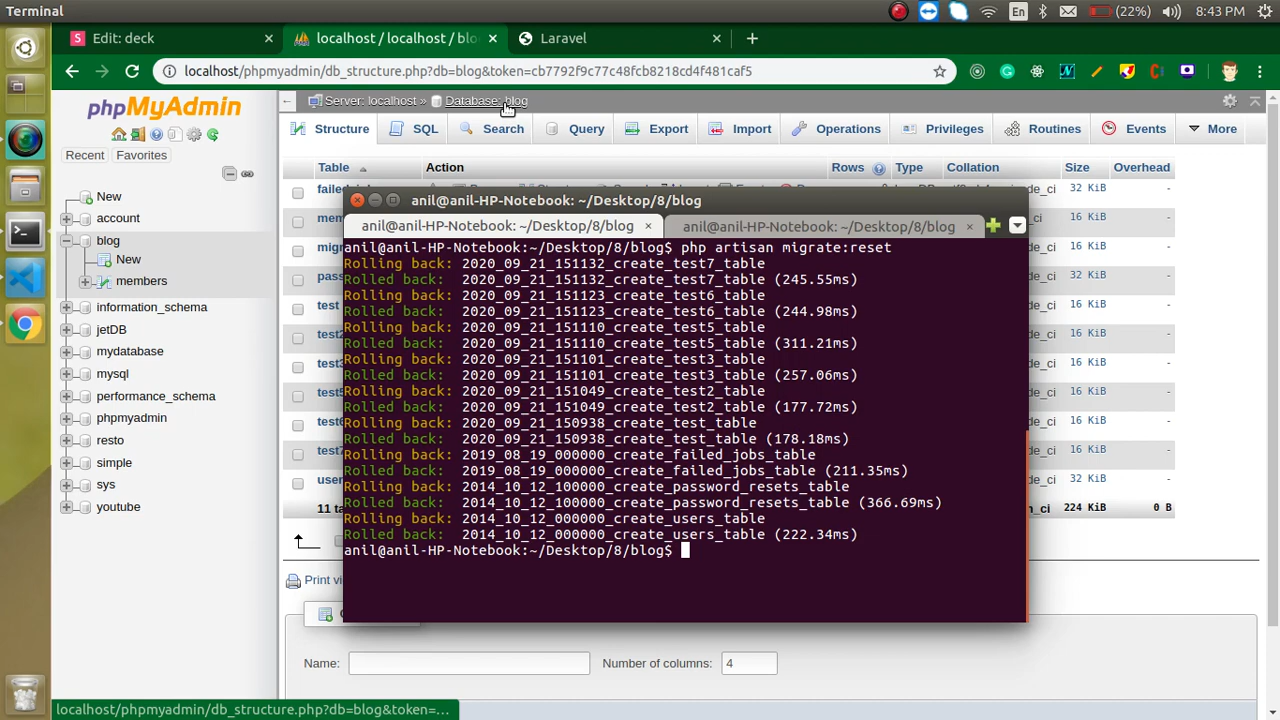 Terminal
En
(22%)
8:43 PM
Edit: deck
localhost / localhost / blo
Laravel
localhost/phpmyadmin/db_structure.php?db=blog&token=cb7792f9c77c48fcb8218cd4f481caf5
phpMyAdmin
Recent
Favorites
New
account
blog
New
members
information_schema
jetDB
mydatabase
mysql
performance_schema
phpmyadmin
resto
simple
sys
youtube
Server: localhost »
Database: blog
Structure
SQL
Search
Query
Export
Import
Operations
Privileges
Routines
Events
More
Table
Action
Rows
Type
Collation
Size
Overhead
32 KiB
-
16 KiB
-
16 KiB
-
16 KiB
-
16 KiB
-
16 KiB
-
16 KiB
-
16 KiB
-
16 KiB
-
16 KiB
-
32 KiB
-
224 KiB
0 B
test
11
Print
Name:
Number of columns:
4
anil@anil-HP-Notebook: ~/Desktop/8/blog
anil@anil-HP-Notebook: ~/Desktop/8/blog
anil@anil-HP-Notebook: ~/Desktop/8/blog
anil@anil-HP-Notebook:~/Desktop/8/blog$ php artisan migrate:reset
Rolling back: 2020_09_21_151132_create_test7_table
Rolled back: 2020_09_21_151132_create_test7_table (245.55ms)
Rolling back: 2020_09_21_151123_create_test6_table
Rolled back: 2020_09_21_151123_create_test6_table (244.98ms)
Rolling back: 2020_09_21_151110_create_test5_table
Rolled back: 2020_09_21_151110_create_test5_table (311.21ms)
Rolling back: 2020_09_21_151101_create_test3_table
Rolled back: 2020_09_21_151101_create_test3_table (257.06ms)
Rolling back: 2020_09_21_151049_create_test2_table
Rolled back: 2020_09_21_151049_create_test2_table (177.72ms)
Rolling back: 2020_09_21_150938_create_test_table
Rolled back: 2020_09_21_150938_create_test_table (178.18ms)
Rolling back: 2019_08_19_000000_create_failed_jobs_table
Rolled back: 2019_08_19_000000_create_failed_jobs_table (211.35ms)
Rolling back: 2014_10_12_100000_create_password_resets_table
Rolled back: 2014_10_12_100000_create_password_resets_table (366.69ms)
Rolling back: 2014_10_12_000000_create_users_table
Rolled back: 2014_10_12_000000_create_users_table (222.34ms)
anil@anil-HP-Notebook:~/Desktop/8/blog$
localhost/phpmyadmin/db_structure.php?db=blog&token=...